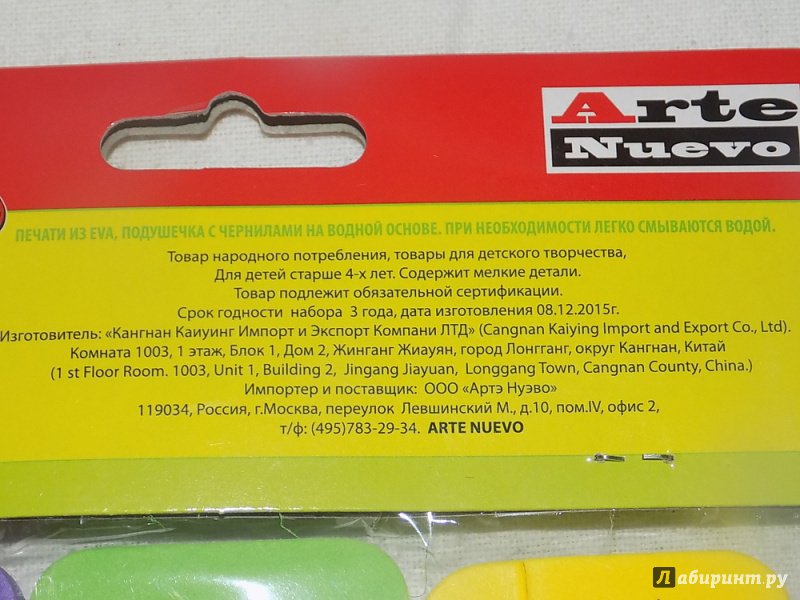 Arte
Nuevo
ПЕЧАТИ ИЗ EVA, ПОДУШЕЧКА С ЧЕРНИЛАМИ НА ВОДНОЙ ОСНОВЕ. ПРИ НЕОБХОДИМОСТИ ЛЕГКО СМЫВАЮТСЯ ВОДОЙ.
Товар народного потребления, товары для детского творчества,
Для детей старше 4-х лет. Содержит мелкие детали.
Товар подлежит обязательной сертификации.
Срок годности набора 3 года, дата изготовления 08.12.2015г.
Изготовитель: «Кангнан Каиуинг Импорт и Экспорт Компани ЛТД» (Cangnan Kaiying Import and Export Co., Ltd).
Комната 1003, 1 этаж, Блок 1, Дом 2, Жинганг Жиауян, город Лонгганг, округ Кангнан, Китай
(1 st Floor Room. 1003, Unit 1, Building 2, Jingang Jiayuan, Longgang Town, Cangnan County, China.)
Импортер и поставщик: ООО «Артэ Нуэво»
119034, Россия, г.Москва, переулок Левшинский М., д.10, пом.IV, офис 2,
т/ф: (495)783-29-34. ARTE NUEVO
Лабиринт.ру